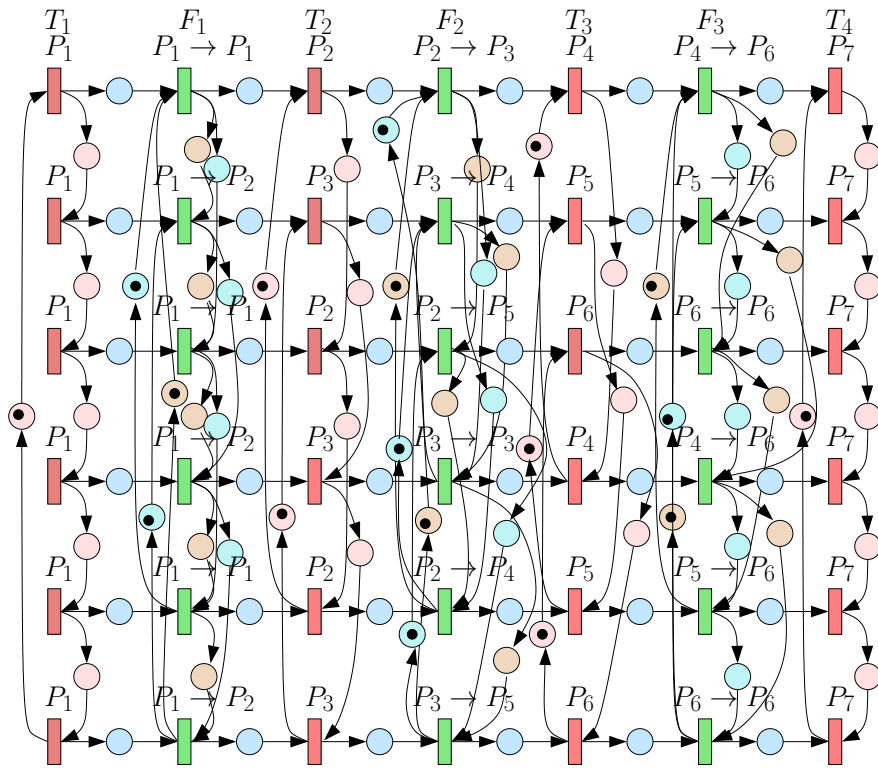 T₁ F₁ T₂ F₂ T₃ F₃ T₄
P₁ P₁ → P₁ P₂ P₂ → P₃ P₄ P₄ → P₆ P₇
P₁ P₁ → P₂ P₃ P₃ → P₄ P₅ P₅ → P₆ P₇
P₁ P₁ → P₁ P₂ P₂ → P₅ P₆ P₆ → P₆ P₇
P₁ P₁ → P₂ P₃ P₃ → P₃ P₄ P₄ → P₆ P₇
P₁ P₁ → P₁ P₂ P₂ → P₄ P₅ P₅ → P₆ P₇
P₁ P₁ → P₂ P₃ P₃ → P₅ P₆ P₆ → P₆ P₇